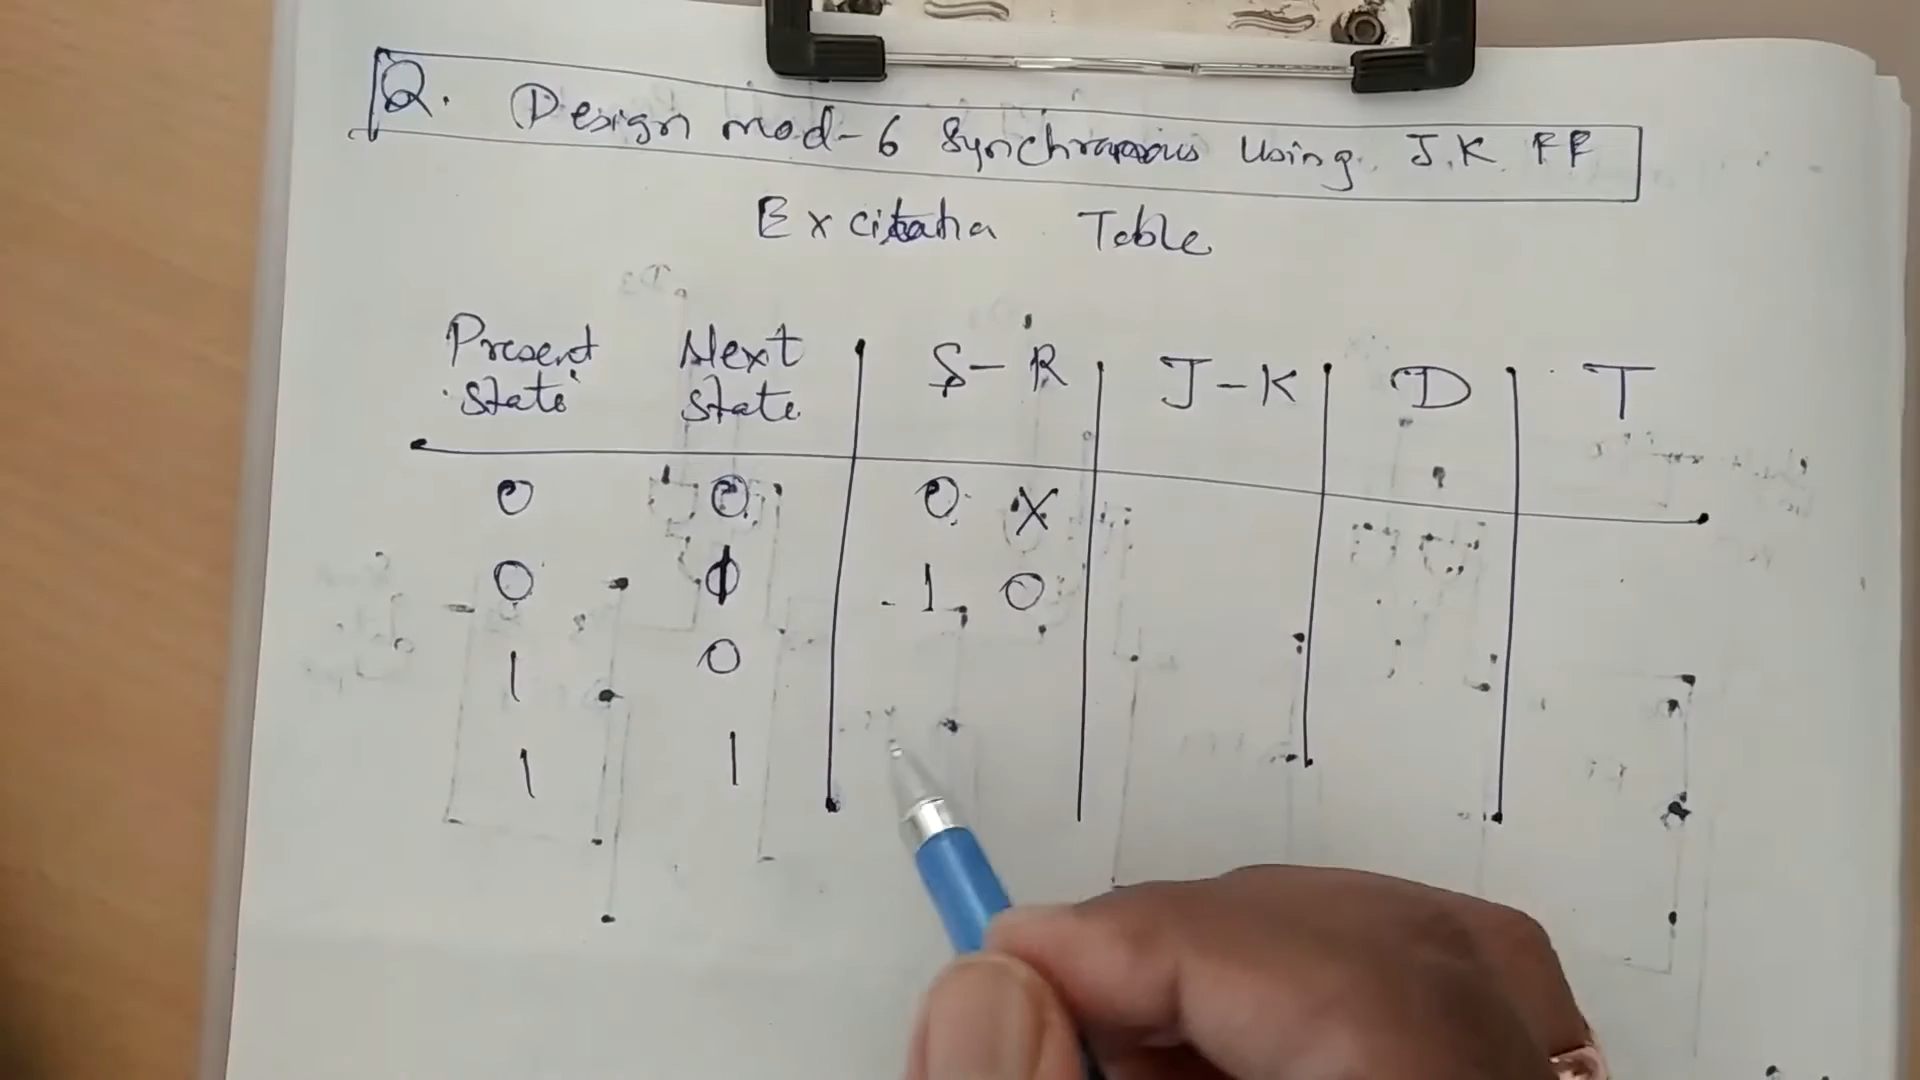 Q. Design mod-6 Synchronous Using J.K. FF
Excitation Table
Present state Next state S-R J-K D T
0 0 0 X
0 1 1 0
1 0
1 1